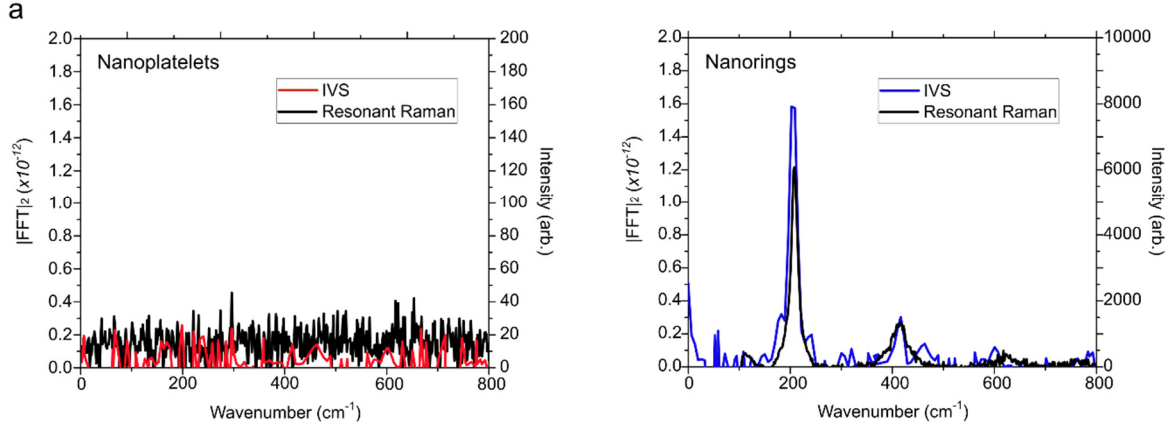 a
Nanoplatelets
IVS
Resonant Raman
2.0
1.8
1.6
1.4
1.2
1.0
0.8
0.6
0.4
0.2
0.0
|FFT|₂ (x10⁻¹²)
200
180
160
140
120
100
80
60
40
20
0
Intensity (arb.)
0 200 400 600 800
Wavenumber (cm⁻¹)
Nanorings
IVS
Resonant Raman
2.0
1.8
1.6
1.4
1.2
1.0
0.8
0.6
0.4
0.2
0.0
|FFT|₂ (x10⁻¹²)
10000
8000
6000
4000
2000
0
Intensity (arb.)
0 200 400 600 800
Wavenumber (cm⁻¹)